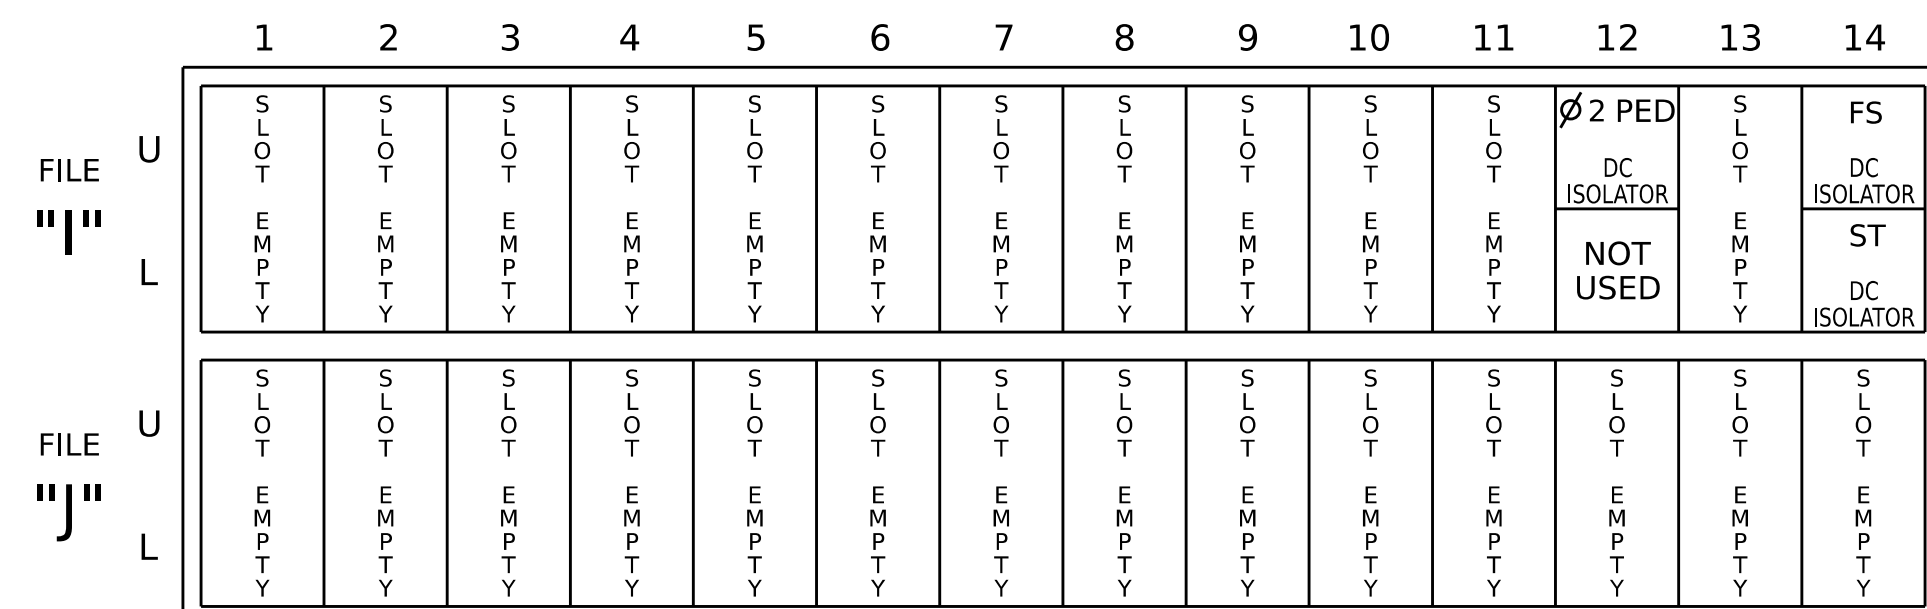 1 2 3 4 5 6 7 8 9 10 11 12 13 14
FILE
"I"
U
L
SLOT EMPTY
SLOT EMPTY
SLOT EMPTY
SLOT EMPTY
SLOT EMPTY
SLOT EMPTY
SLOT EMPTY
SLOT EMPTY
SLOT EMPTY
SLOT EMPTY
SLOT EMPTY
Ø 2 PED
DC
ISOLATOR
NOT
USED
SLOT EMPTY
FS
DC
ISOLATOR
ST
DC
ISOLATOR
FILE
"J"
U
L
SLOT EMPTY
SLOT EMPTY
SLOT EMPTY
SLOT EMPTY
SLOT EMPTY
SLOT EMPTY
SLOT EMPTY
SLOT EMPTY
SLOT EMPTY
SLOT EMPTY
SLOT EMPTY
SLOT EMPTY
SLOT EMPTY
SLOT EMPTY